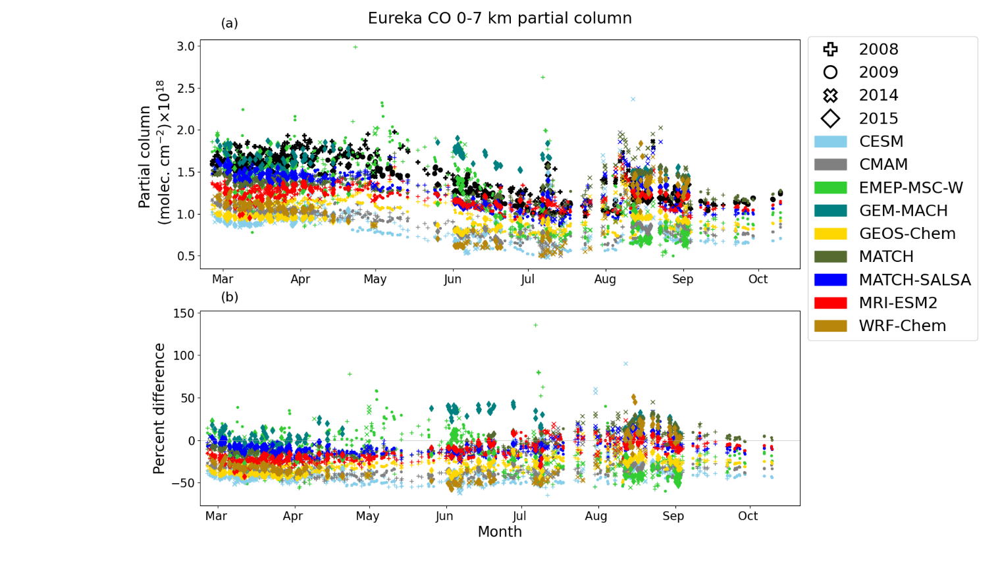 Eureka CO 0-7 km partial column
(a)
Partial column
(molec. cm⁻²)×10¹⁸
3.0
2.5
2.0
1.5
1.0
0.5
Mar Apr May Jun Jul Aug Sep Oct
(b)
Percent difference
150
100
50
0
−50
Mar Apr May Jun Jul Aug Sep Oct
Month
2008
2009
2014
2015
CESM
CMAM
EMEP-MSC-W
GEM-MACH
GEOS-Chem
MATCH
MATCH-SALSA
MRI-ESM2
WRF-Chem